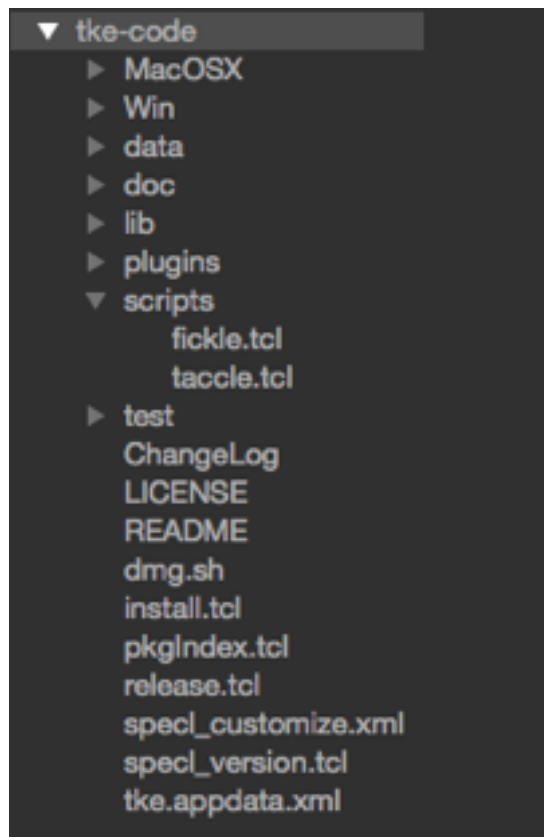 tke-code
MacOSX
Win
data
doc
lib
plugins
scripts
fickle.tcl
taccle.tcl
test
ChangeLog
LICENSE
README
dmg.sh
install.tcl
pkgIndex.tcl
release.tcl
specl_customize.xml
specl_version.tcl
tke.appdata.xml